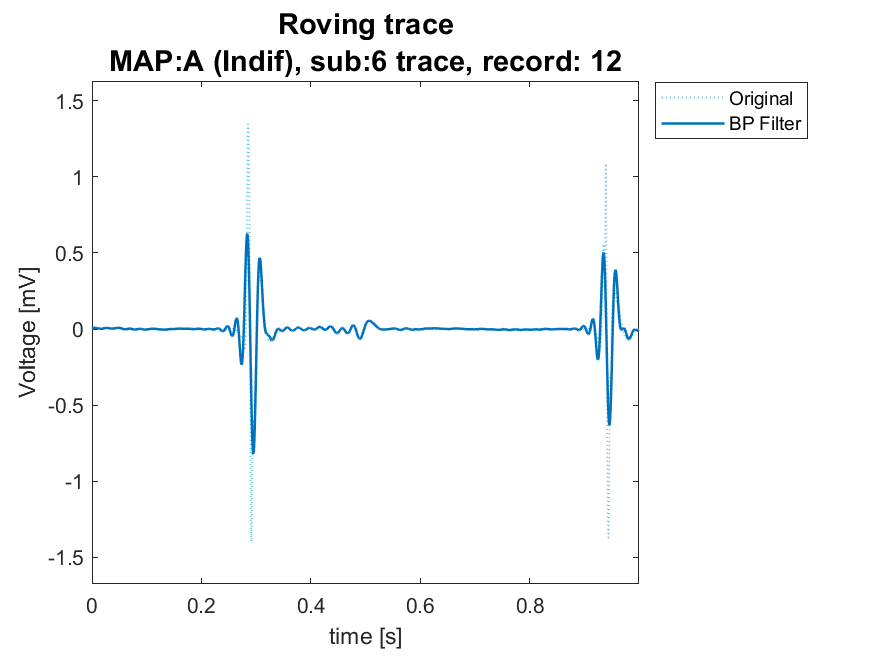 Roving trace
MAP:A (Indif), sub:6 trace, record: 12
Original
BP Filter
1.5
1
0.5
0
-0.5
-1
-1.5
Voltage [mV]
0
0.2
0.4
0.6
0.8
time [s]